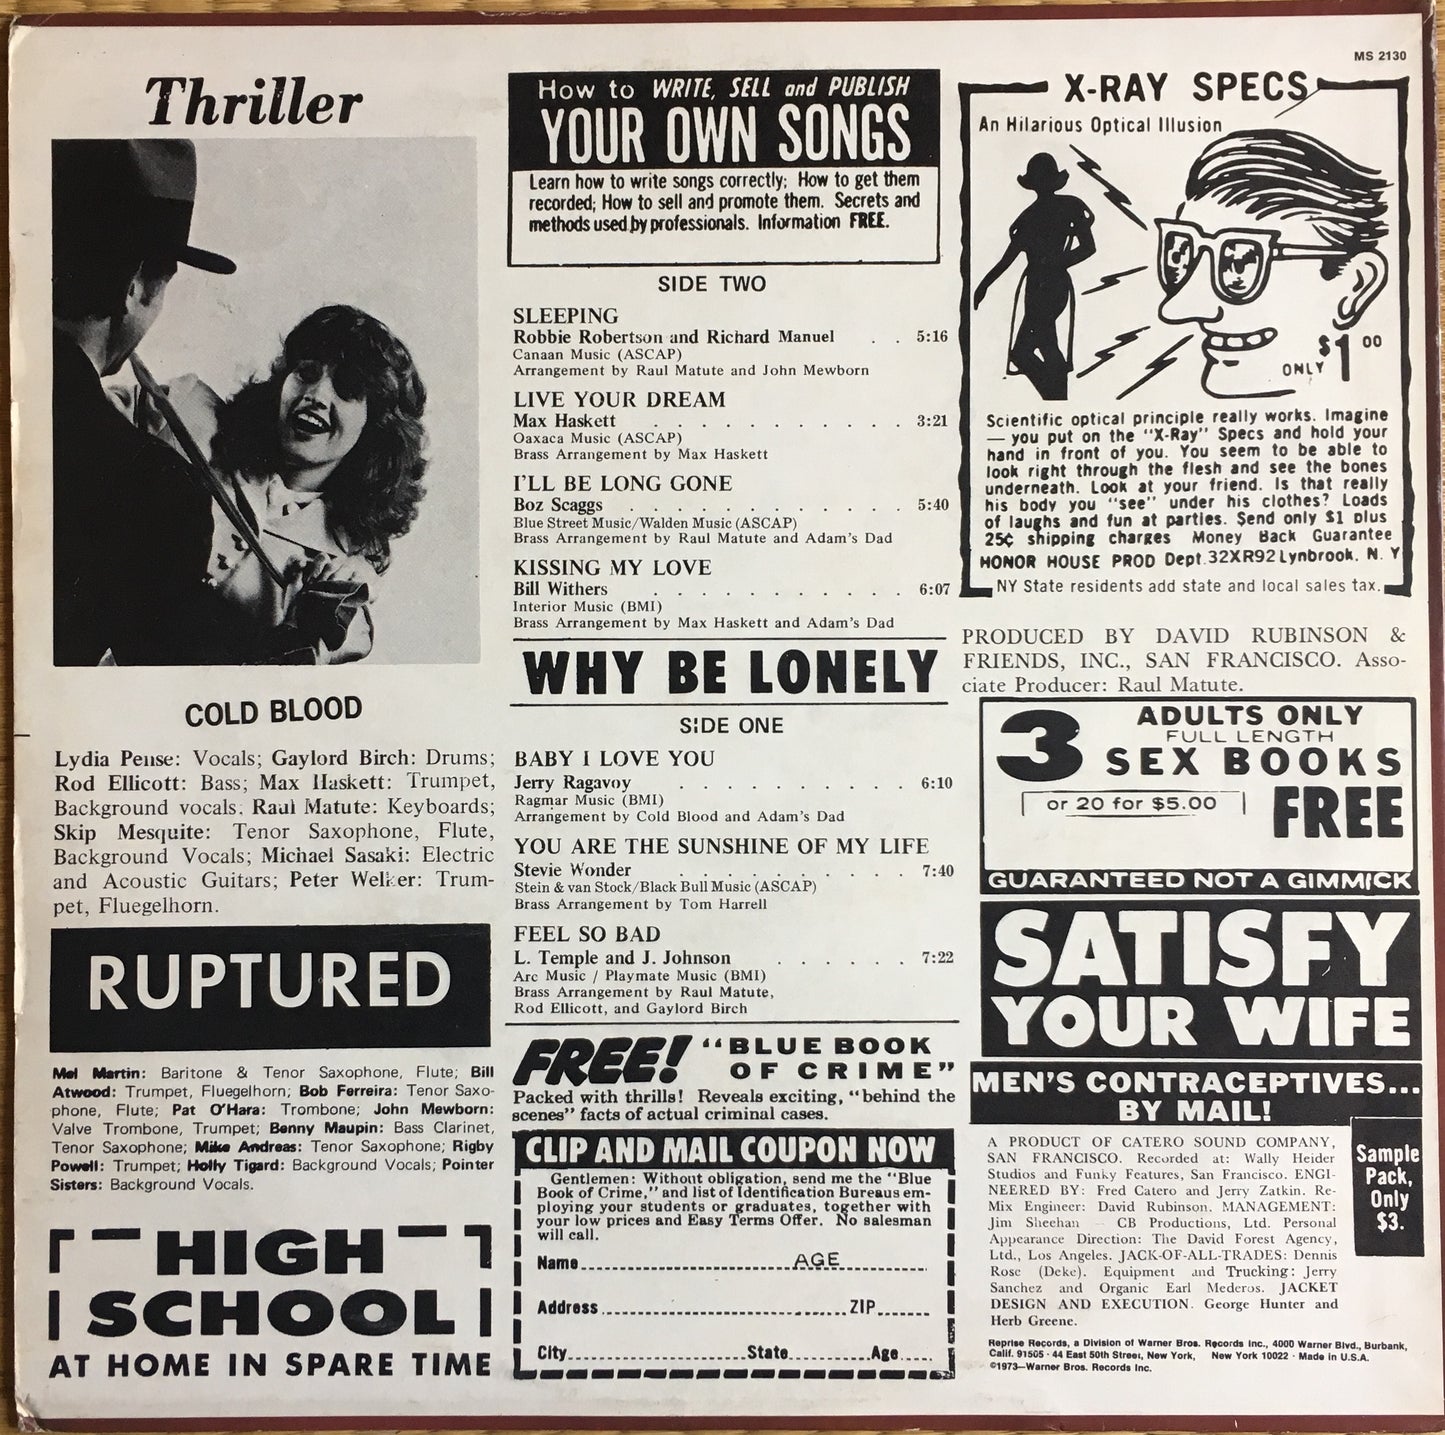 MS 2130
Thriller
COLD BLOOD
Lydia Pense: Vocals; Gaylord Birch: Drums;
Rod Ellicott: Bass; Max Haskett: Trumpet,
Background vocals. Raul Matute: Keyboards;
Skip Mesquite: Tenor Saxophone, Flute,
Background Vocals; Michael Sasaki: Electric
and Acoustic Guitars; Peter Welker: Trum-
pet, Fluegelhorn.
RUPTURED
Mel Martin: Baritone & Tenor Saxophone, Flute; Bill
Atwood: Trumpet, Fluegelhorn; Bob Ferreira: Tenor Saxo-
phone, Flute; Pat O'Hara: Trombone; John Mewborn:
Valve Trombone, Trumpet; Benny Maupin: Bass Clarinet,
Tenor Saxophone; Mike Andreas: Tenor Saxophone; Rigby
Powell: Trumpet; Holly Tigard: Background Vocals; Pointer
Sisters: Background Vocals.
HIGH
SCHOOL
AT HOME IN SPARE TIME
How to WRITE, SELL and PUBLISH
YOUR OWN SONGS
Learn how to write songs correctly; How to get them
recorded; How to sell and promote them. Secrets and
methods used by professionals. Information FREE.
SIDE TWO
SLEEPING
Robbie Robertson and Richard Manuel . . 5:16
Canaan Music (ASCAP)
Arrangement by Raul Matute and John Mewborn
LIVE YOUR DREAM
Max Haskett . . . . . . . . . . . 3:21
Oaxaca Music (ASCAP)
Brass Arrangement by Max Haskett
I'LL BE LONG GONE
Boz Scaggs . . . . . . . . . . . . 5:40
Blue Street Music/Walden Music (ASCAP)
Brass Arrangement by Raul Matute and Adam's Dad
KISSING MY LOVE
Bill Withers . . . . . . . . . . . 6:07
Interior Music (BMI)
Brass Arrangement by Max Haskett and Adam's Dad
WHY BE LONELY
SIDE ONE
BABY I LOVE YOU
Jerry Ragavoy . . . . . . . . . . 6:10
Ragmar Music (BMI)
Arrangement by Cold Blood and Adam's Dad
YOU ARE THE SUNSHINE OF MY LIFE
Stevie Wonder . . . . . . . . . . 7:40
Stein & van Stock/Black Bull Music (ASCAP)
Brass Arrangement by Tom Harrell
FEEL SO BAD
L. Temple and J. Johnson . . . . . . 7:22
Arc Music / Playmate Music (BMI)
Brass Arrangement by Raul Matute,
Rod Ellicott, and Gaylord Birch
FREE! "BLUE BOOK
OF CRIME"
Packed with thrills! Reveals exciting, "behind the
scenes" facts of actual criminal cases.
CLIP AND MAIL COUPON NOW
Gentlemen: Without obligation, send me the "Blue
Book of Crime," and list of Identification Bureaus em-
ploying your students or graduates, together with
your low prices and Easy Terms Offer. No salesman
will call.
Name AGE
Address ZIP
City State Age
X-RAY SPECS
An Hilarious Optical Illusion
ONLY $1 00
Scientific optical principle really works. Imagine
— you put on the "X-Ray" Specs and hold your
hand in front of you. You seem to be able to
look right through the flesh and see the bones
underneath. Look at your friend. Is that really
his body you "see" under his clothes? Loads
of laughs and fun at parties. Send only $1 plus
25¢ shipping charges Money Back Guarantee
HONOR HOUSE PROD Dept. 32XR92 Lynbrook. N. Y
NY State residents add state and local sales tax.
PRODUCED BY DAVID RUBINSON &
FRIENDS, INC., SAN FRANCISCO. Asso-
ciate Producer: Raul Matute.
3 ADULTS ONLY
FULL LENGTH
SEX BOOKS
or 20 for $5.00 FREE
GUARANTEED NOT A GIMMICK
SATISFY
YOUR WIFE
MEN'S CONTRACEPTIVES...
BY MAIL!
Sample
Pack,
Only
$3.
A PRODUCT OF CATERO SOUND COMPANY,
SAN FRANCISCO. Recorded at: Wally Heider
Studios and Funky Features, San Francisco. ENGI-
NEERED BY: Fred Catero and Jerry Zatkin. Re-
Mix Engineer: David Rubinson. MANAGEMENT:
Jim Sheehan — CB Productions, Ltd. Personal
Appearance Direction: The David Forest Agency,
Ltd., Los Angeles. JACK-OF-ALL-TRADES: Dennis
Rose (Deke). Equipment and Trucking: Jerry
Sanchez and Organic Earl Mederos. JACKET
DESIGN AND EXECUTION. George Hunter and
Herb Greene.
Reprise Records, a Division of Warner Bros. Records Inc., 4000 Warner Blvd., Burbank,
Calif. 91505 · 44 East 50th Street, New York, New York 10022 · Made in U.S.A.
©1973—Warner Bros. Records Inc.